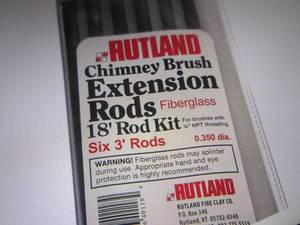 RUTLAND
Chimney Brush
Extension
Rods Fiberglass
18' Rod Kit For brushes with
¼" NPT threading
Six 3' Rods 0.350 dia.
WARNING! Fiberglass rods may splinter
during use. Appropriate hand and eye
protection is highly recommended.
RUTLAND
RUTLAND FIRE CLAY CO.
P.O. Box 340
Rutland, VT 05702-0340